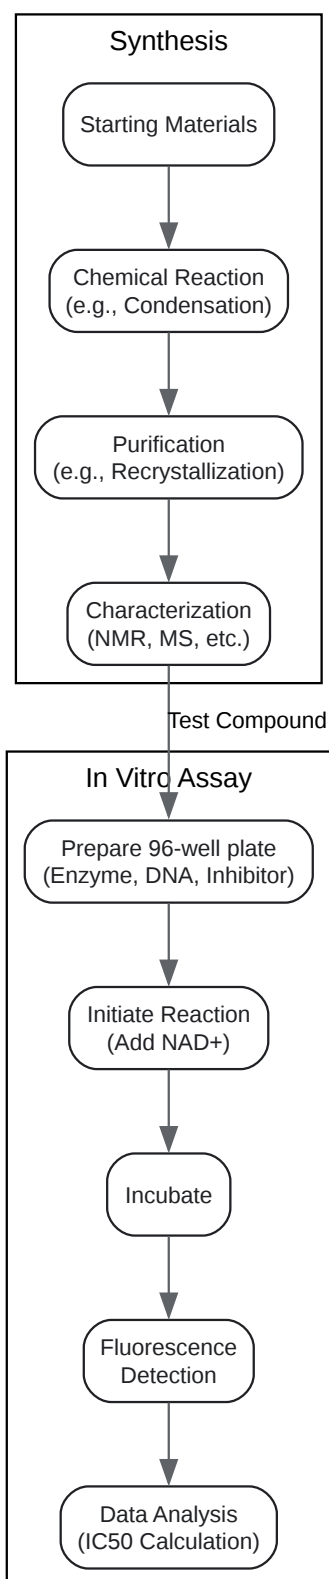 Synthesis
Starting Materials
Chemical Reaction
(e.g., Condensation)
Purification
(e.g., Recrystallization)
Characterization
(NMR, MS, etc.)
Test Compound
In Vitro Assay
Prepare 96-well plate
(Enzyme, DNA, Inhibitor)
Initiate Reaction
(Add NAD+)
Incubate
Fluorescence
Detection
Data Analysis
(IC50 Calculation)